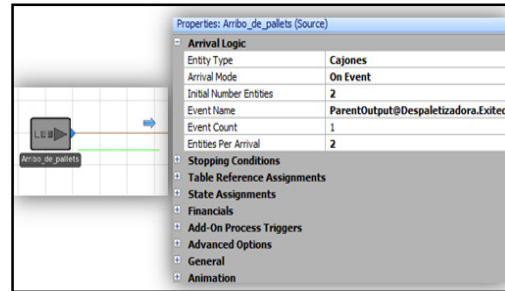 Properties: Arribo_de_pallets (Source)
Arrival Logic
Entity Type Cajones
Arrival Mode On Event
Initial Number Entities 2
Event Name ParentOutput@Despaletizadora.Exited
Event Count 1
Entities Per Arrival 2
Stopping Conditions
Table Reference Assignments
State Assignments
Financials
Add-On Process Triggers
Advanced Options
General
Animation
Arribo_de_pallets